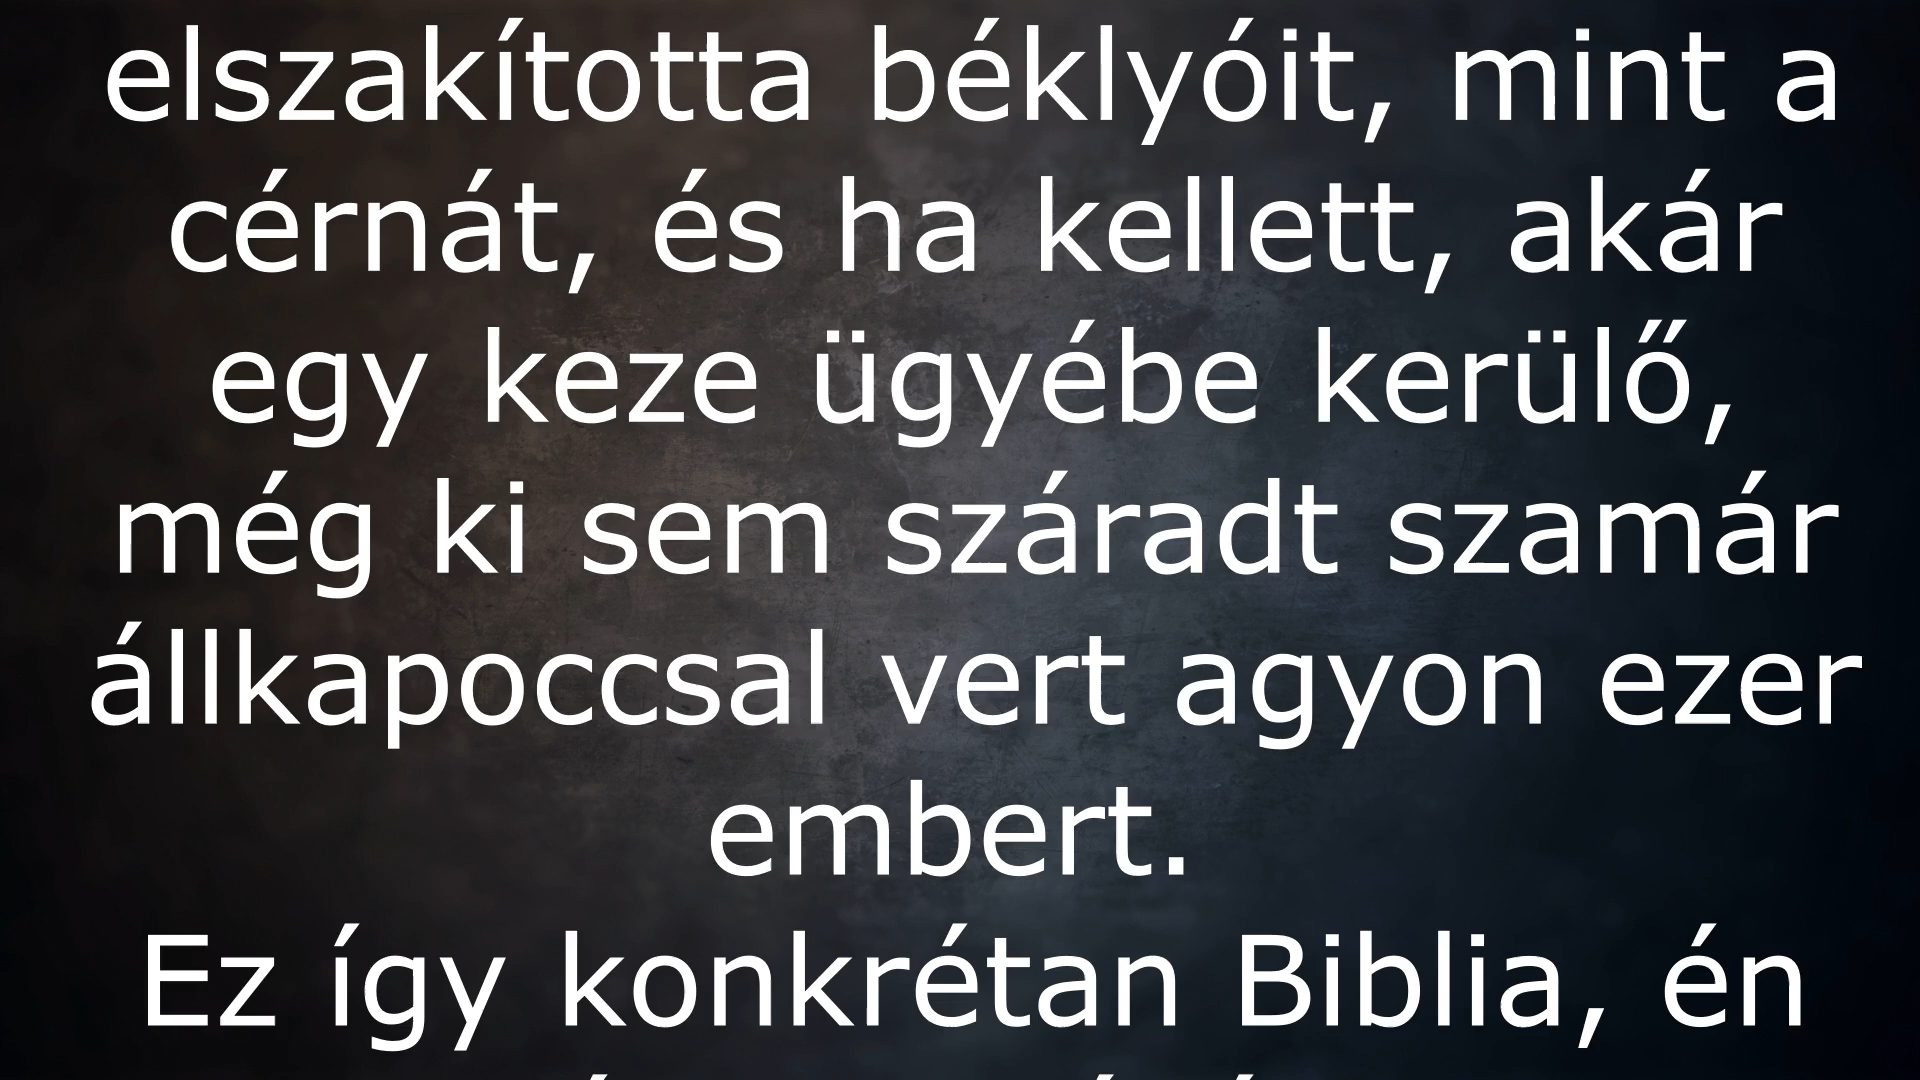 elszakította béklyóit, mint a
cérnát, és ha kellett, akár
egy keze ügyébe kerülő,
még ki sem száradt szamár
állkapoccsal vert agyon ezer
embert.
Ez így konkrétan Biblia, én